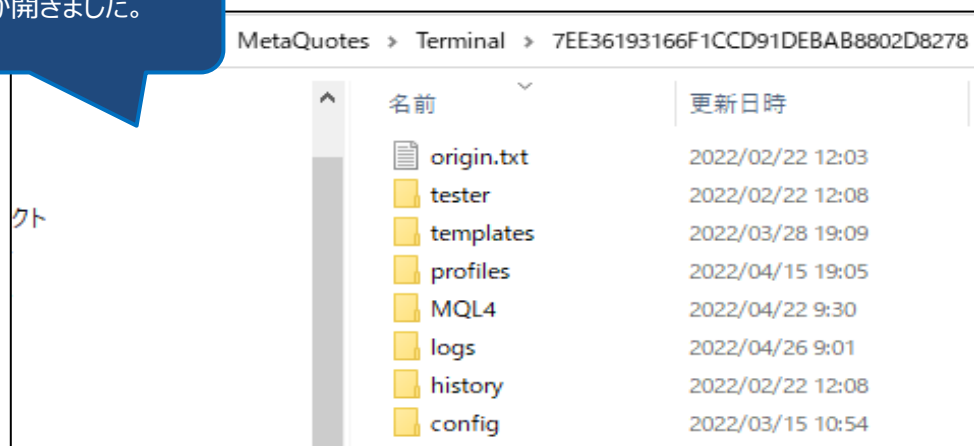 が開きました。
MetaQuotes > Terminal > 7EE36193166F1CCD91DEBAB8802D8278
名前 更新日時
origin.txt 2022/02/22 12:03
tester 2022/02/22 12:08
クト
templates 2022/03/28 19:09
profiles 2022/04/15 19:05
MQL4 2022/04/22 9:30
logs 2022/04/26 9:01
history 2022/02/22 12:08
config 2022/03/15 10:54